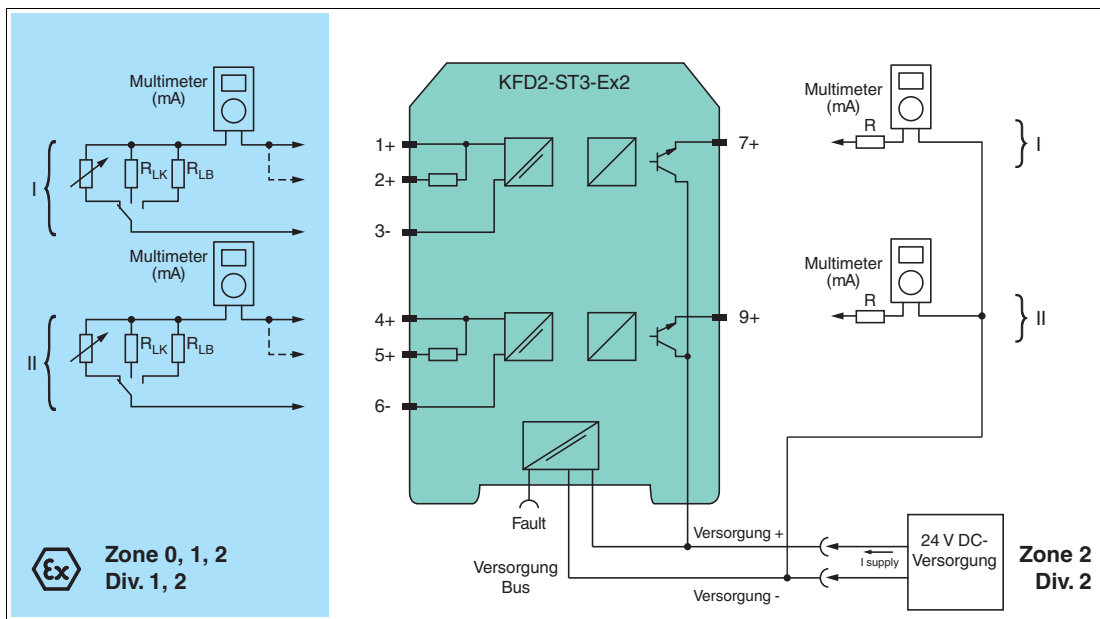 Multimeter
(mA)
I
RLK
RLB
Multimeter
(mA)
II
RLK
RLB
Ex
Zone 0, 1, 2
Div. 1, 2
KFD2-ST3-Ex2
1+
2+
3-
4+
5+
6-
7+
9+
Fault
Versorgung
Bus
Multimeter
(mA)
R
I
Multimeter
(mA)
R
II
Versorgung +
I supply
Versorgung -
24 V DC-
Versorgung
Zone 2
Div. 2